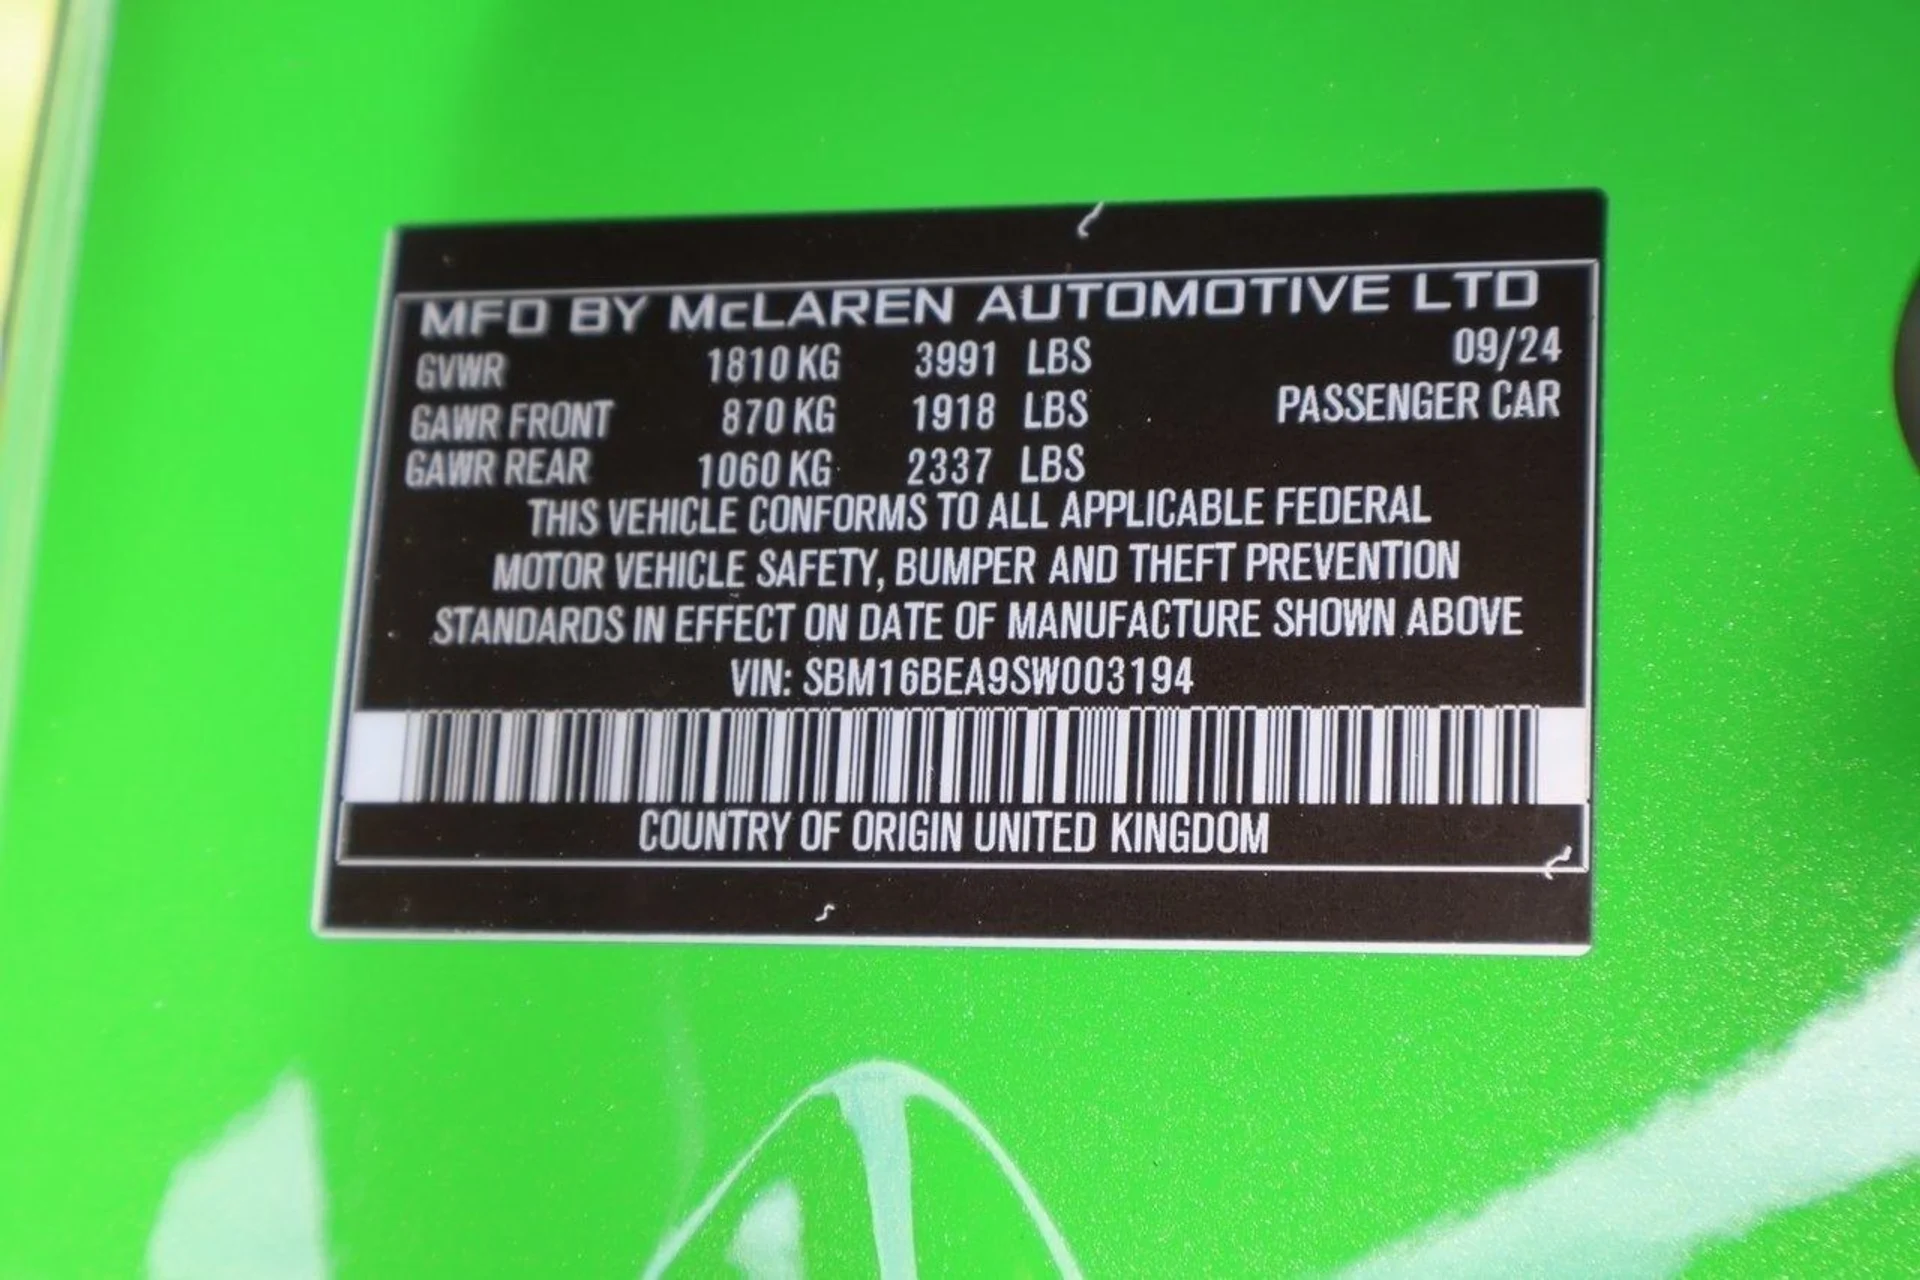 MFD BY McLAREN AUTOMOTIVE LTD
09/24
GVWR 1810 KG 3991 LBS
PASSENGER CAR
GAWR FRONT 870 KG 1918 LBS
GAWR REAR 1060 KG 2337 LBS
THIS VEHICLE CONFORMS TO ALL APPLICABLE FEDERAL
MOTOR VEHICLE SAFETY, BUMPER AND THEFT PREVENTION
STANDARDS IN EFFECT ON DATE OF MANUFACTURE SHOWN ABOVE
VIN: SBM16BEA9SW003194
COUNTRY OF ORIGIN UNITED KINGDOM